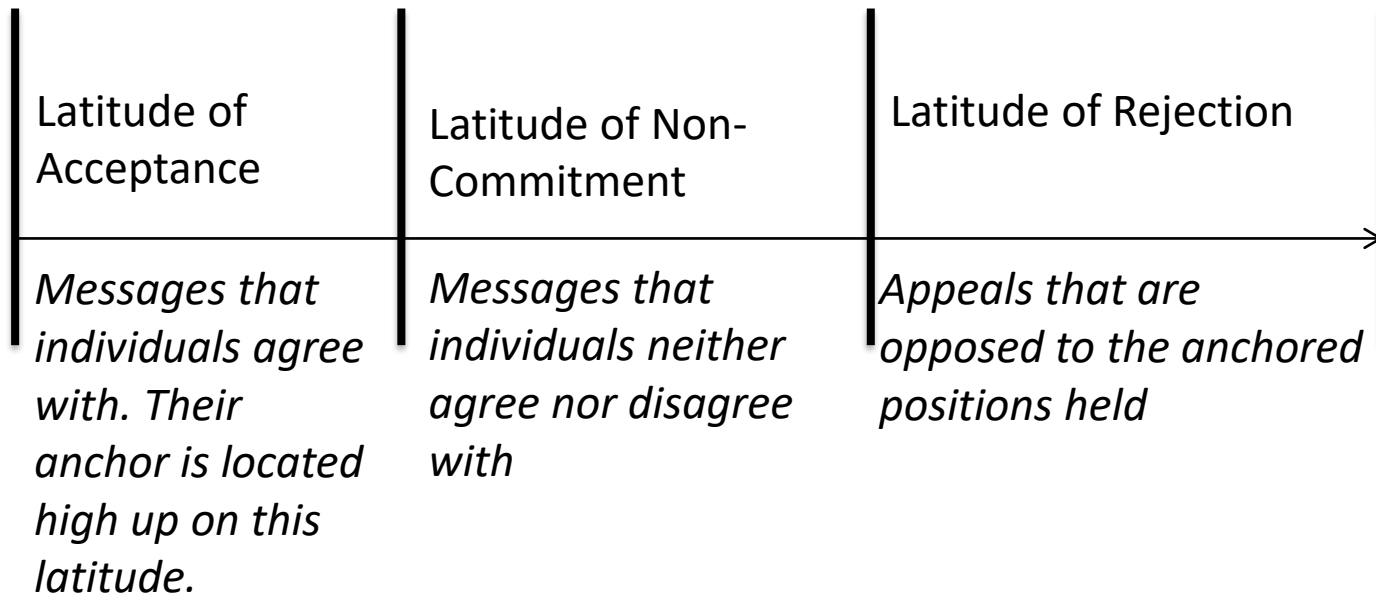 Latitude of
Acceptance
Latitude of Non-
Commitment
Latitude of Rejection
Messages that
individuals agree
with. Their
anchor is located
high up on this
latitude.
Messages that
individuals neither
agree nor disagree
with
Appeals that are
opposed to the anchored
positions held